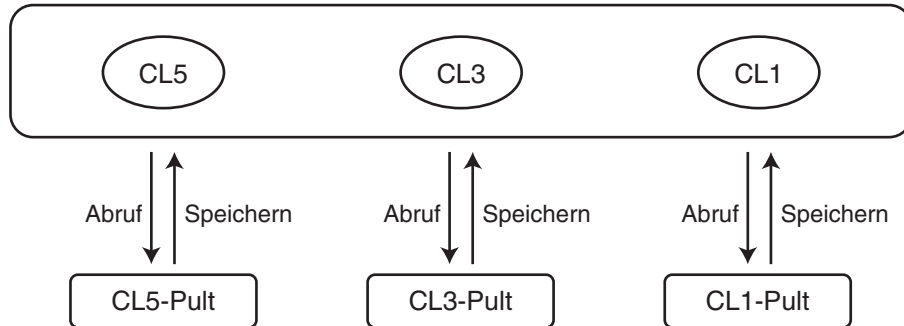 CL5 CL3 CL1
Abruf Speichern Abruf Speichern Abruf Speichern
CL5-Pult CL3-Pult CL1-Pult